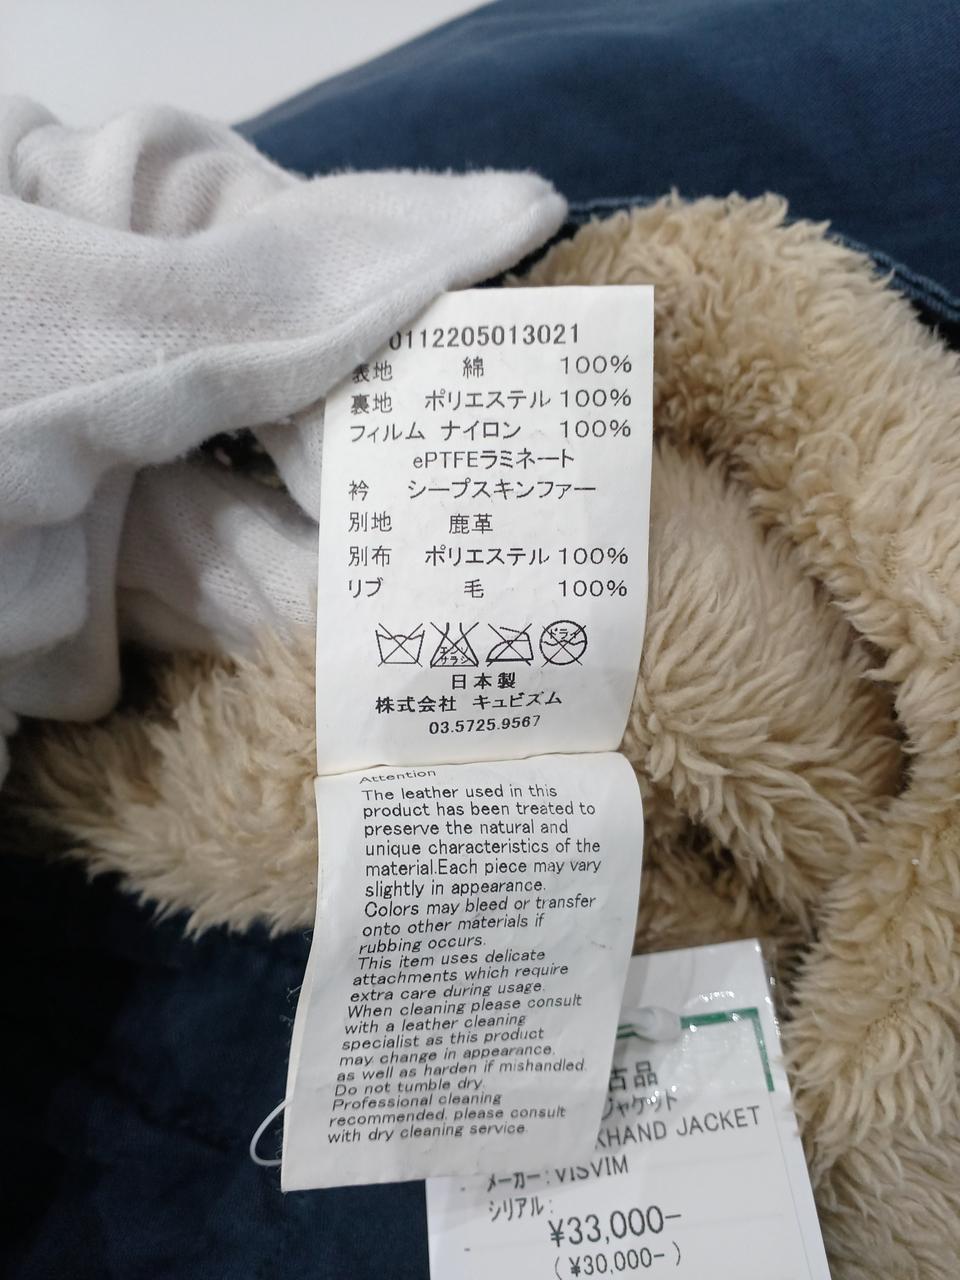 0112205013021
表地 綿 100%
裏地 ポリエステル 100%
フィルム ナイロン 100%
ePTFEラミネート
衿 シープスキンファー
別地 鹿革
別布 ポリエステル 100%
リブ 毛 100%
エンソ サラシ ドライ
日本製
株式会社 キュビズム
03.5725.9567
Attention
The leather used in this
product has been treated to
preserve the natural and
unique characteristics of the
material.Each piece may vary
slightly in appearance.
Colors may bleed or transfer
onto other materials if
rubbing occurs.
This item uses delicate
attachments which require
extra care during usage.
When cleaning please consult
with a leather cleaning
specialist as this product
may change in appearance,
as well as harden if mishandled.
Do not tumble dry.
Professional cleaning
recommended, please consult
with dry cleaning service.
古品
ジャケット
KHAND JACKET
メーカー:VISVIM
シリアル:
¥33,000-
(¥30,000-)